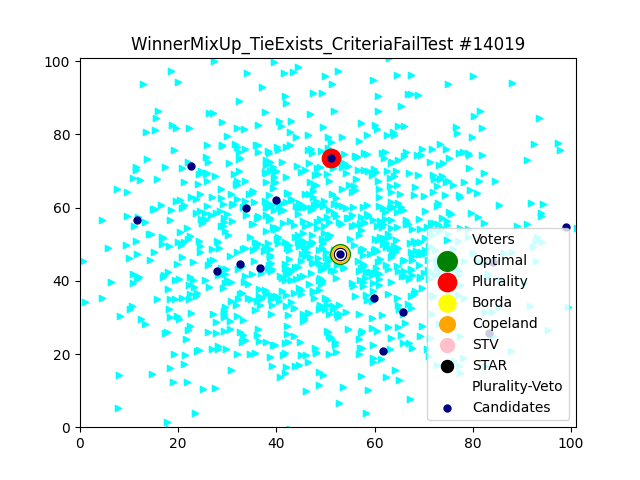 WinnerMixUp_TieExists_CriteriaFailTest #14019
100
80
60
40
20
0
0 20 40 60 80 100
Voters
Optimal
Plurality
Borda
Copeland
STV
STAR
Plurality-Veto
Candidates